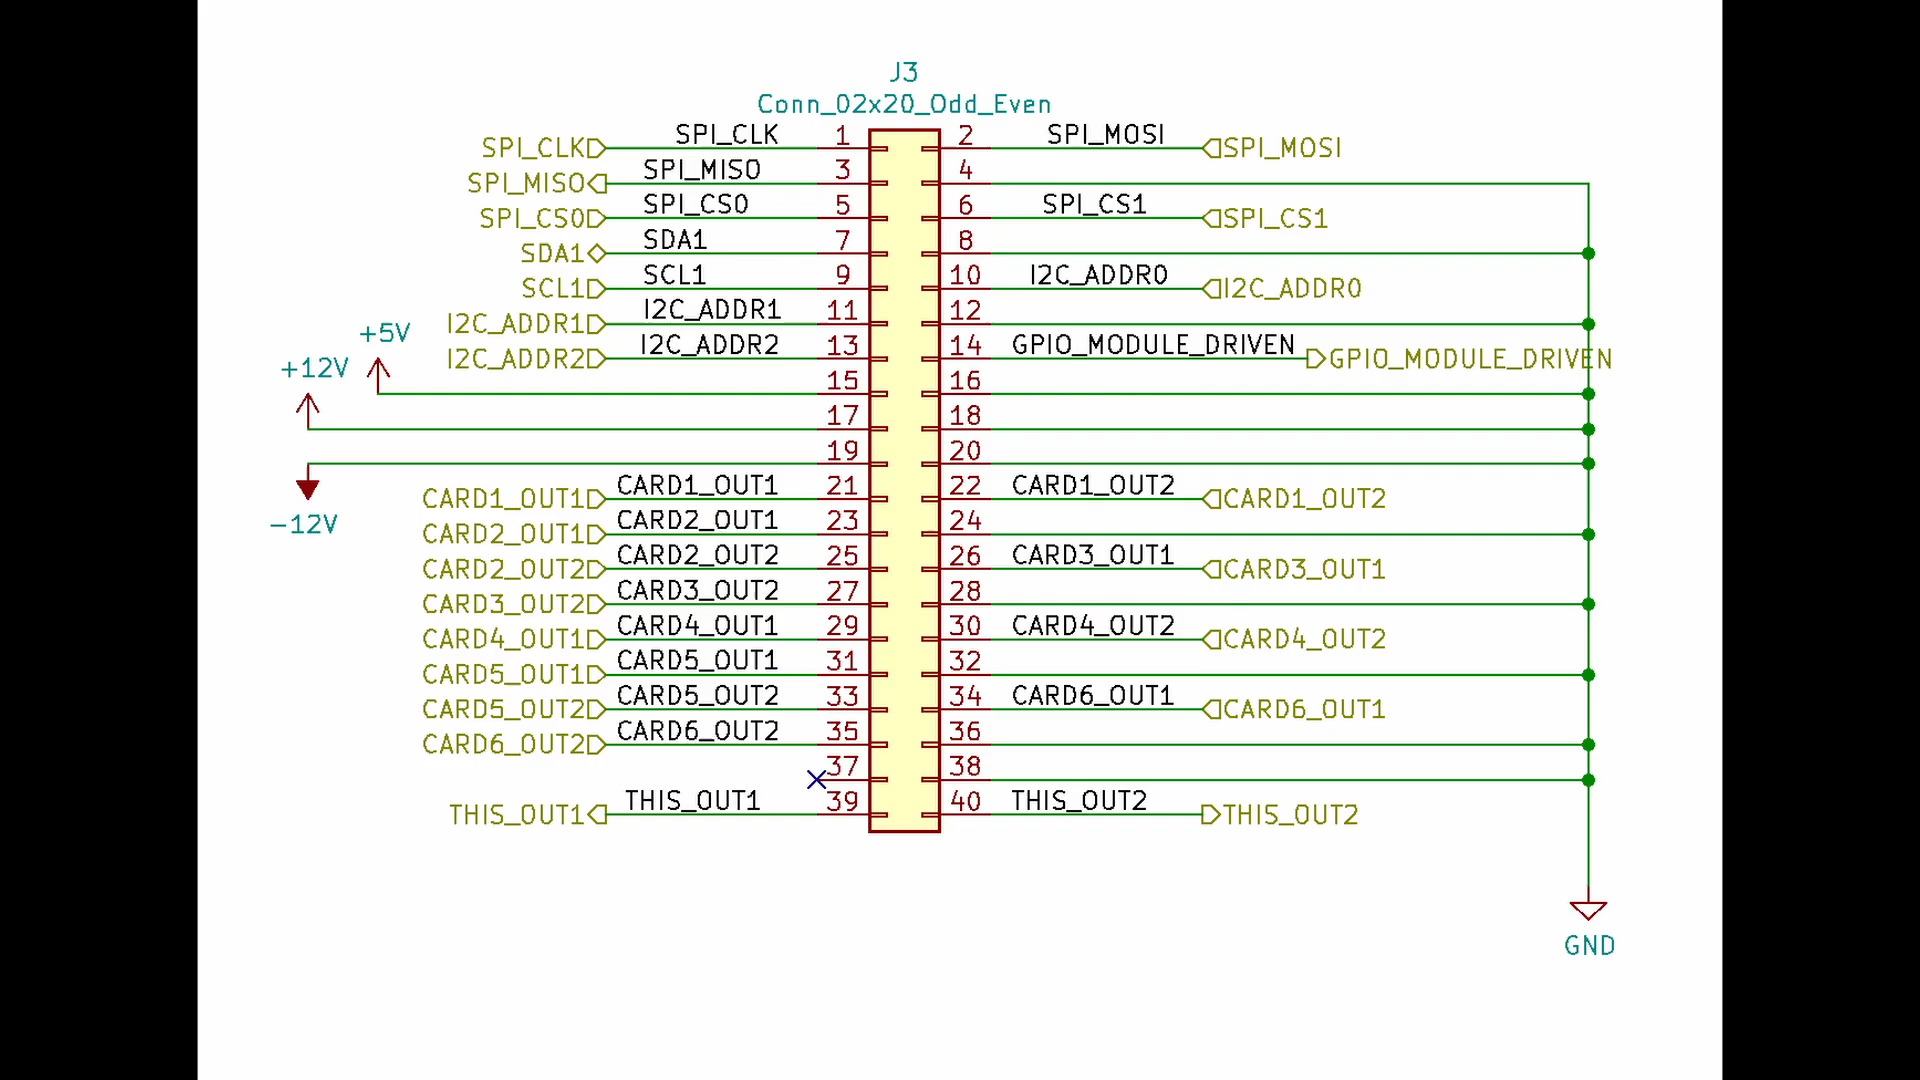 J3
Conn_02x20_Odd_Even
SPI_CLK SPI_CLK 1 2 SPI_MOSI SPI_MOSI
SPI_MISO SPI_MISO 3 4
SPI_CS0 SPI_CS0 5 6 SPI_CS1 SPI_CS1
SDA1 SDA1 7 8
SCL1 SCL1 9 10 I2C_ADDR0 I2C_ADDR0
I2C_ADDR1 I2C_ADDR1 11 12
+5V
I2C_ADDR2 I2C_ADDR2 13 14 GPIO_MODULE_DRIVEN GPIO_MODULE_DRIVEN
+12V
15 16
17 18
19 20
CARD1_OUT1 CARD1_OUT1 21 22 CARD1_OUT2 CARD1_OUT2
-12V
CARD2_OUT1 CARD2_OUT1 23 24
CARD2_OUT2 CARD2_OUT2 25 26 CARD3_OUT1 CARD3_OUT1
CARD3_OUT2 CARD3_OUT2 27 28
CARD4_OUT1 CARD4_OUT1 29 30 CARD4_OUT2 CARD4_OUT2
CARD5_OUT1 CARD5_OUT1 31 32
CARD5_OUT2 CARD5_OUT2 33 34 CARD6_OUT1 CARD6_OUT1
CARD6_OUT2 CARD6_OUT2 35 36
37 38
THIS_OUT1 THIS_OUT1 39 40 THIS_OUT2 THIS_OUT2
GND